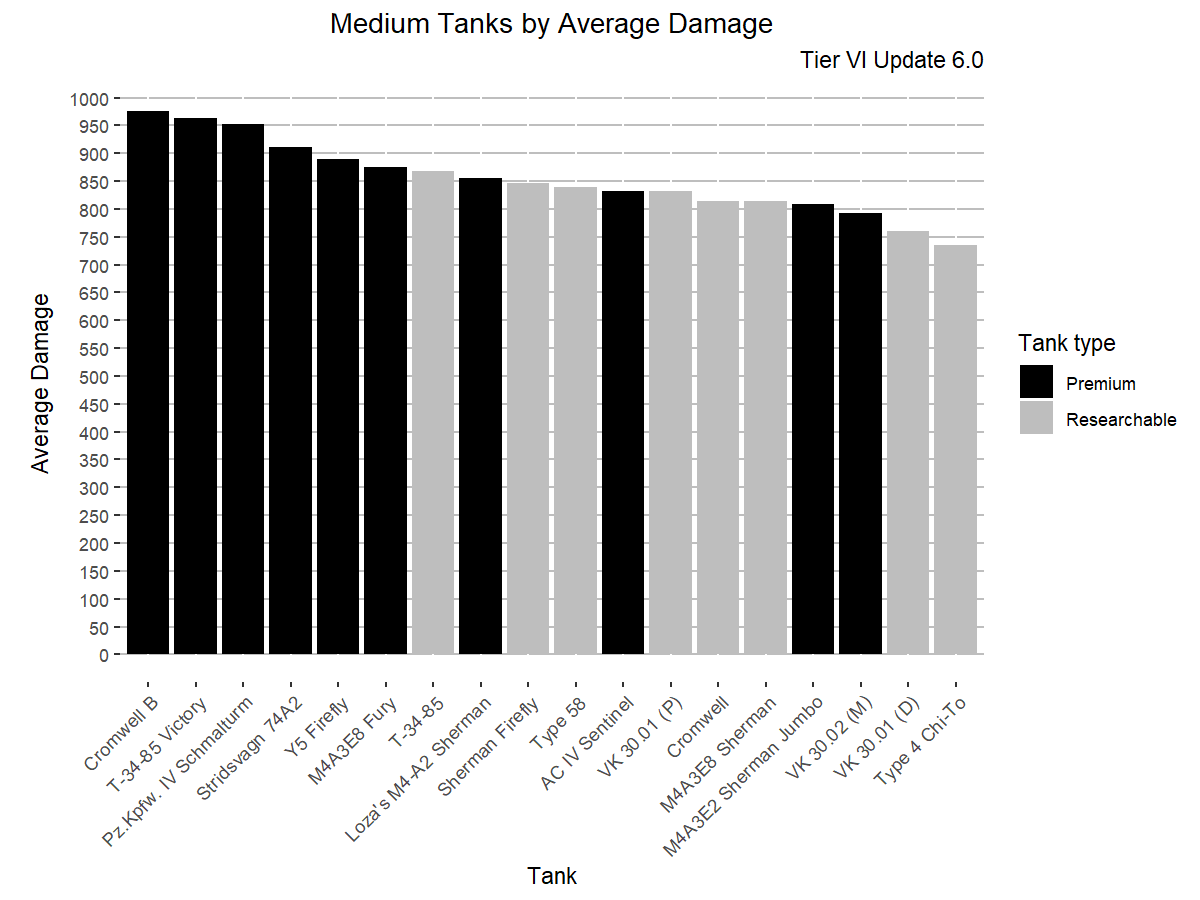 Medium Tanks by Average Damage
Tier VI Update 6.0
1000
950
900
850
800
750
700
650
600
550
500
450
400
350
300
250
200
150
100
50
0
Average Damage
Cromwell B
T-34-85 Victory
Pz.Kpfw. IV Schmalturm
Stridsvagn 74A2
Y5 Firefly
M4A3E8 Fury
T-34-85
Loza's M4-A2 Sherman
Sherman Firefly
Type 58
AC IV Sentinel
VK 30.01 (P)
Cromwell
M4A3E8 Sherman
M4A3E2 Sherman Jumbo
VK 30.02 (M)
VK 30.01 (D)
Type 4 Chi-To
Tank
Tank type
Premium
Researchable